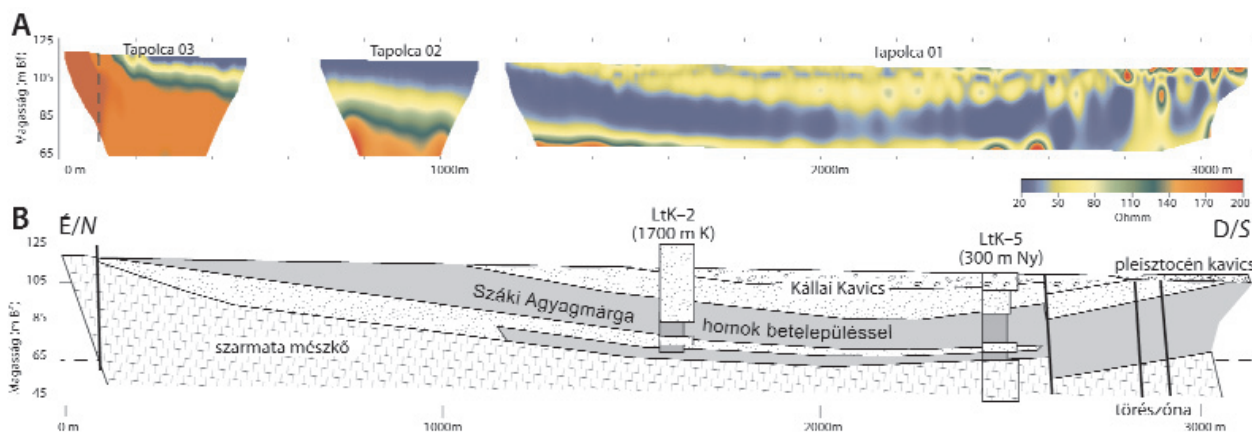 A
Tapolca 03
Tapolca 02
Tapolca 01
Magasság (m Bf)
125
105
85
65
0 m
1000m
2000m
3000 m
20 50 80 110 140 170 200
Ohmm
B
É/N
D/S
LtK–2
(1700 m K)
LtK–5
(300 m Ny)
pleisztocén kavics
Kállai Kavics
Száki Agyagmárga
hornok betelepüléssel
szarmata mészkő
törészóna
Magasság (m Bf)
125
105
85
65
45
0 m
1000m
2000m
3000 m